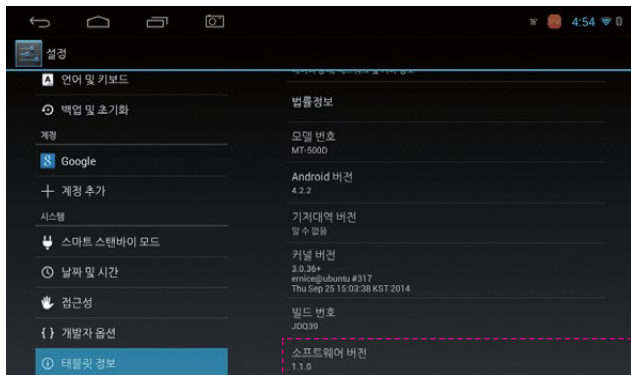 16°
4:54
설정
언어 및 키보드
백업 및 초기화
계정
Google
계정 추가
시스템
스마트 스탠바이 모드
날짜 및 시간
접근성
{ } 개발자 옵션
태블릿 정보
법률정보
모델 번호
MT-500D
Android 버전
4.2.2
기저대역 버전
알 수 없음
커널 버전
3.0.36+
ernice@ubuntu #317
Thu Sep 25 15:03:38 KST 2014
빌드 번호
JDQ39
소프트웨어 버전
1.1.0